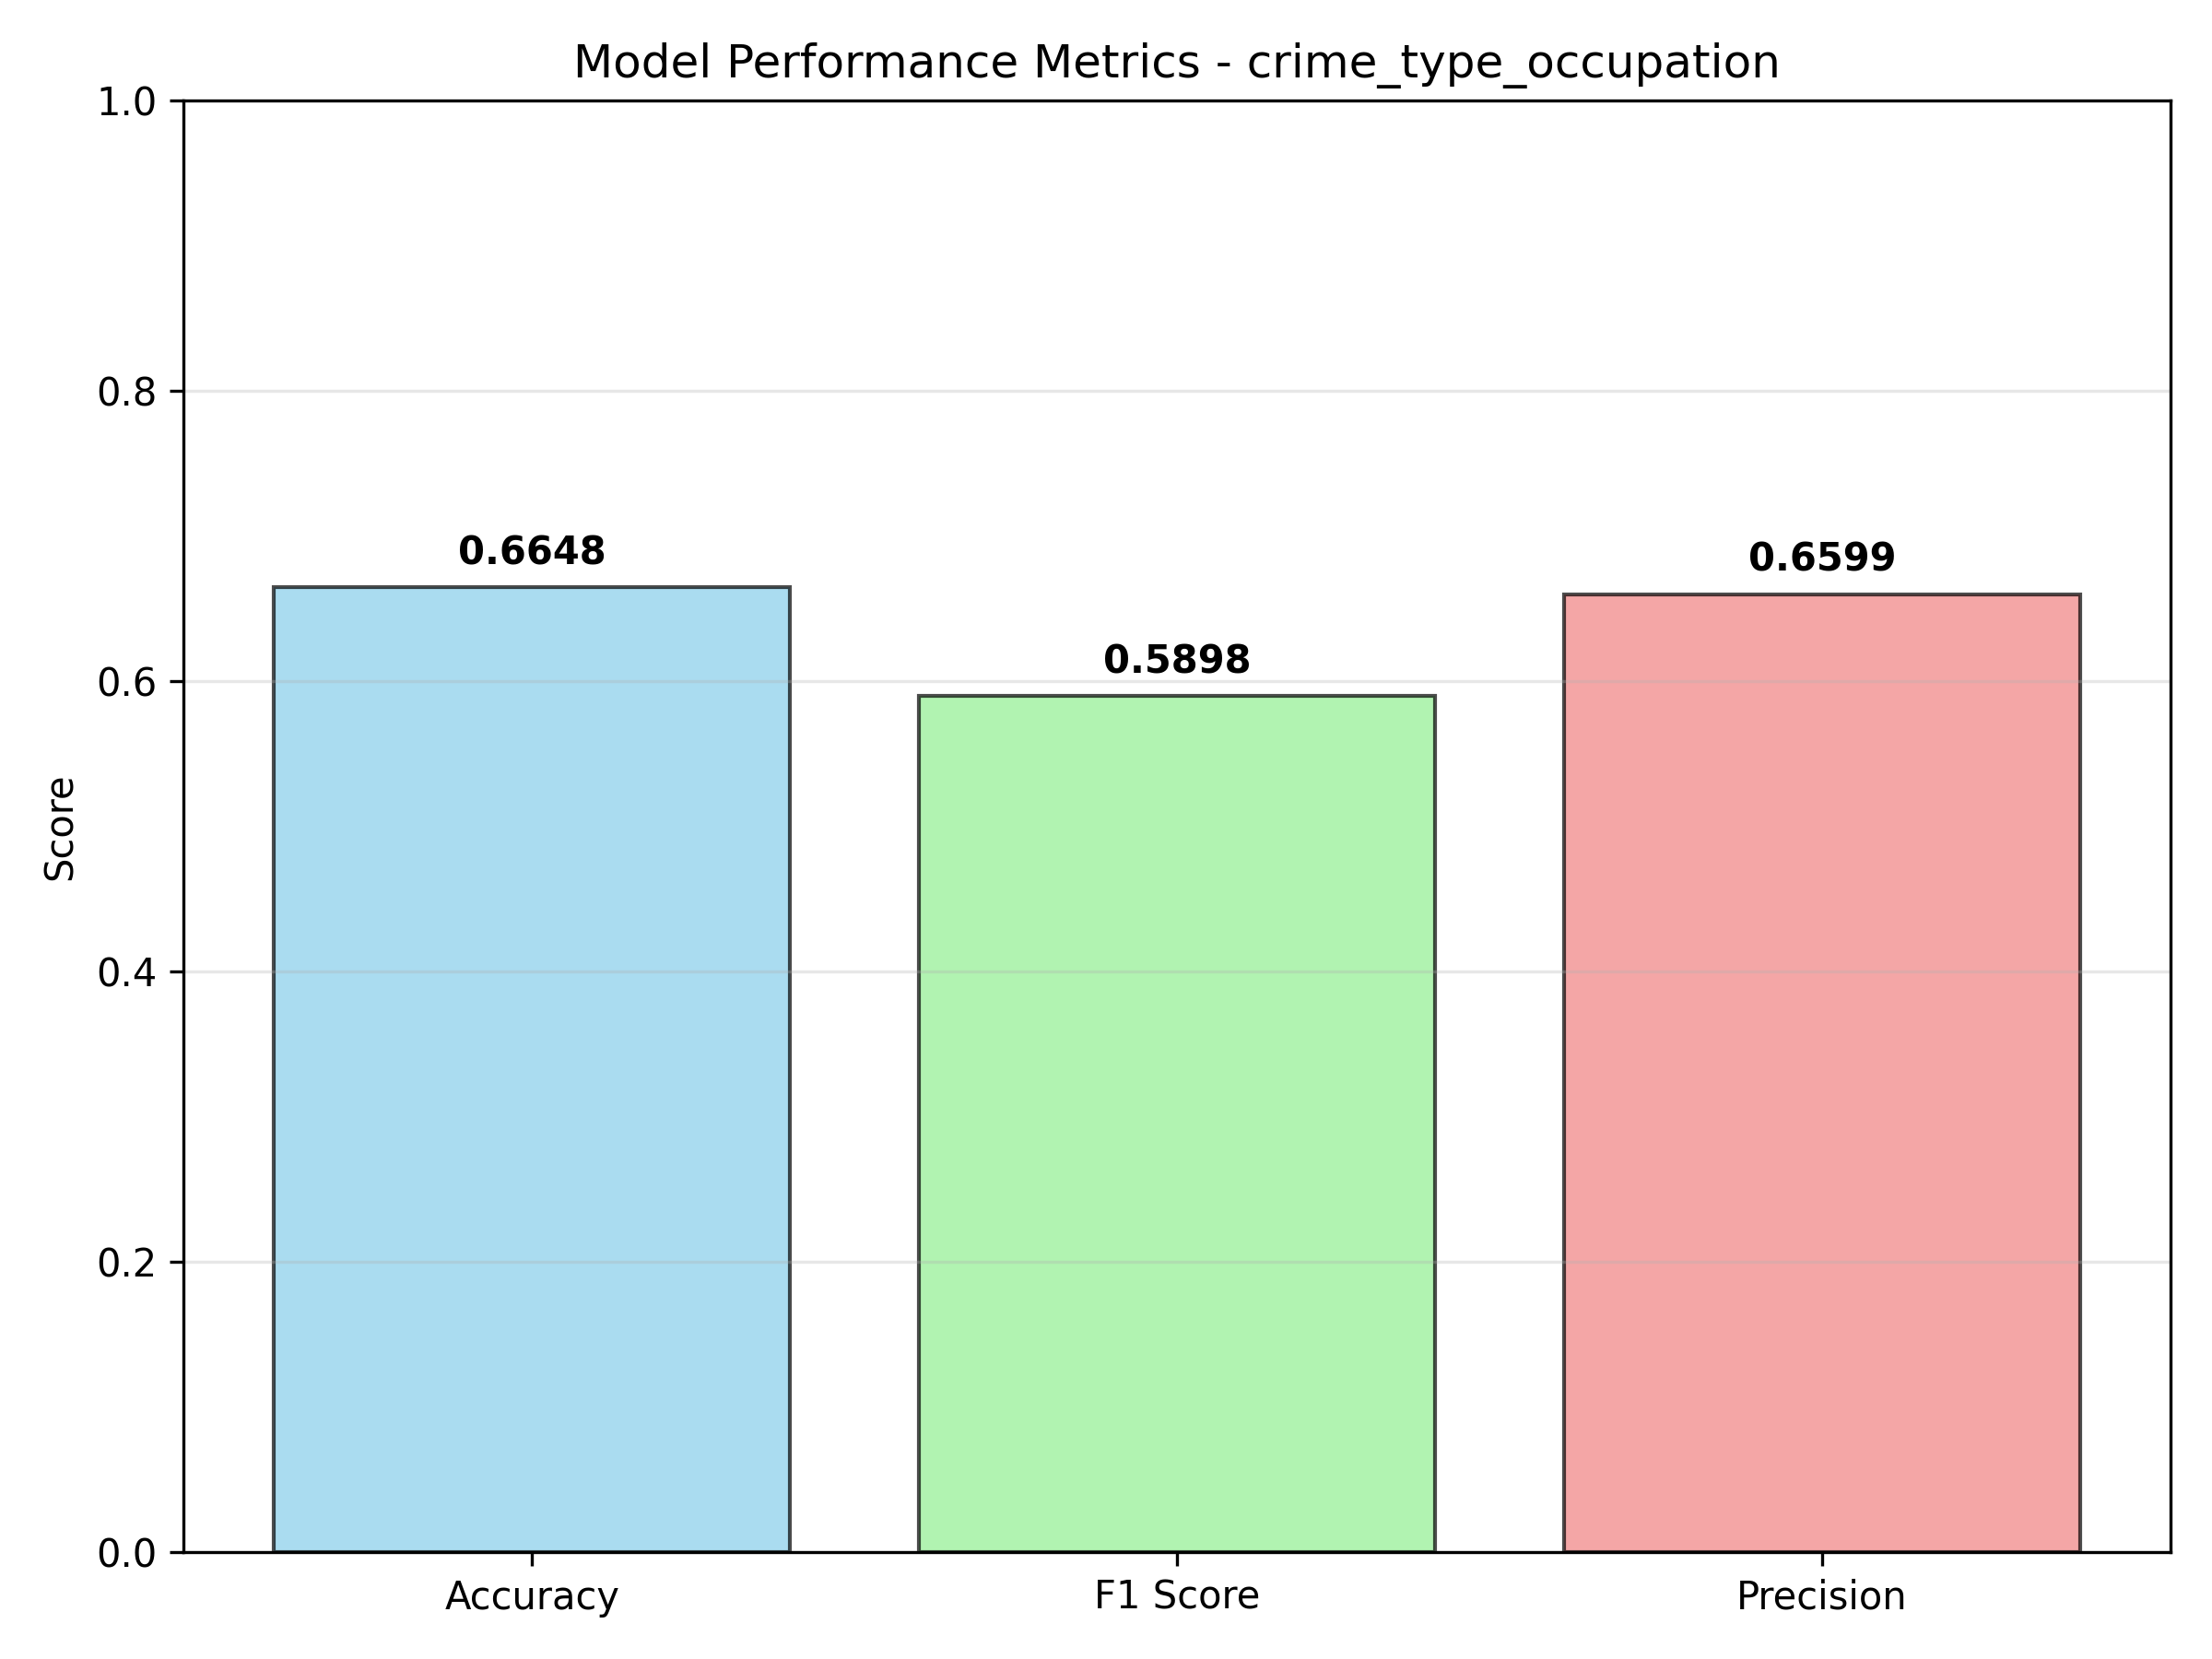 Model Performance Metrics - crime_type_occupation
1.0
0.8
0.6
0.4
0.2
0.0
Score
0.6648
0.5898
0.6599
Accuracy
F1 Score
Precision